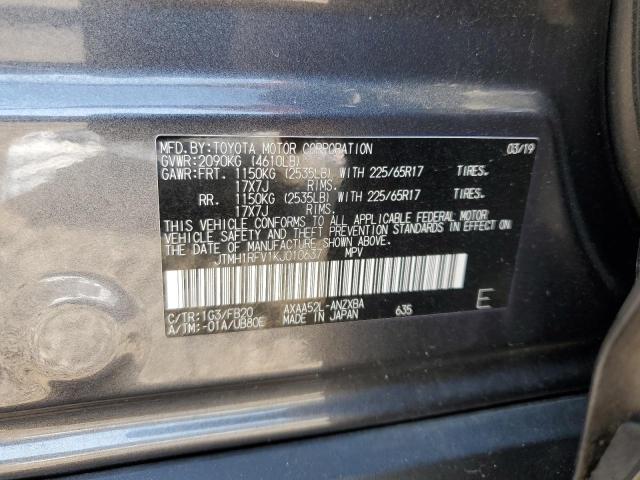 MFD.BY:TOYOTA MOTOR CORPORATION 03/19
GVWR:2090KG (4610LB)
GAWR:FRT. 1150KG (2535LB) WITH 225/65R17 TIRES.
17X7J RIMS.
RR. 1150KG (2535LB) WITH 225/65R17 TIRES.
17X7J RIMS.
THIS VEHICLE CONFORMS TO ALL APPLICABLE FEDERAL MOTOR
VEHICLE SAFETY AND THEFT PREVENTION STANDARDS IN EFFECT ON
THE DATE OF MANUFACTURE SHOWN ABOVE.
JTMH1RFV1KJ010637 MPV
C/TR:1G3/FB20 AXAA52L-ANZXBA 635 E
A/TM:-01A/UB80E MADE IN JAPAN